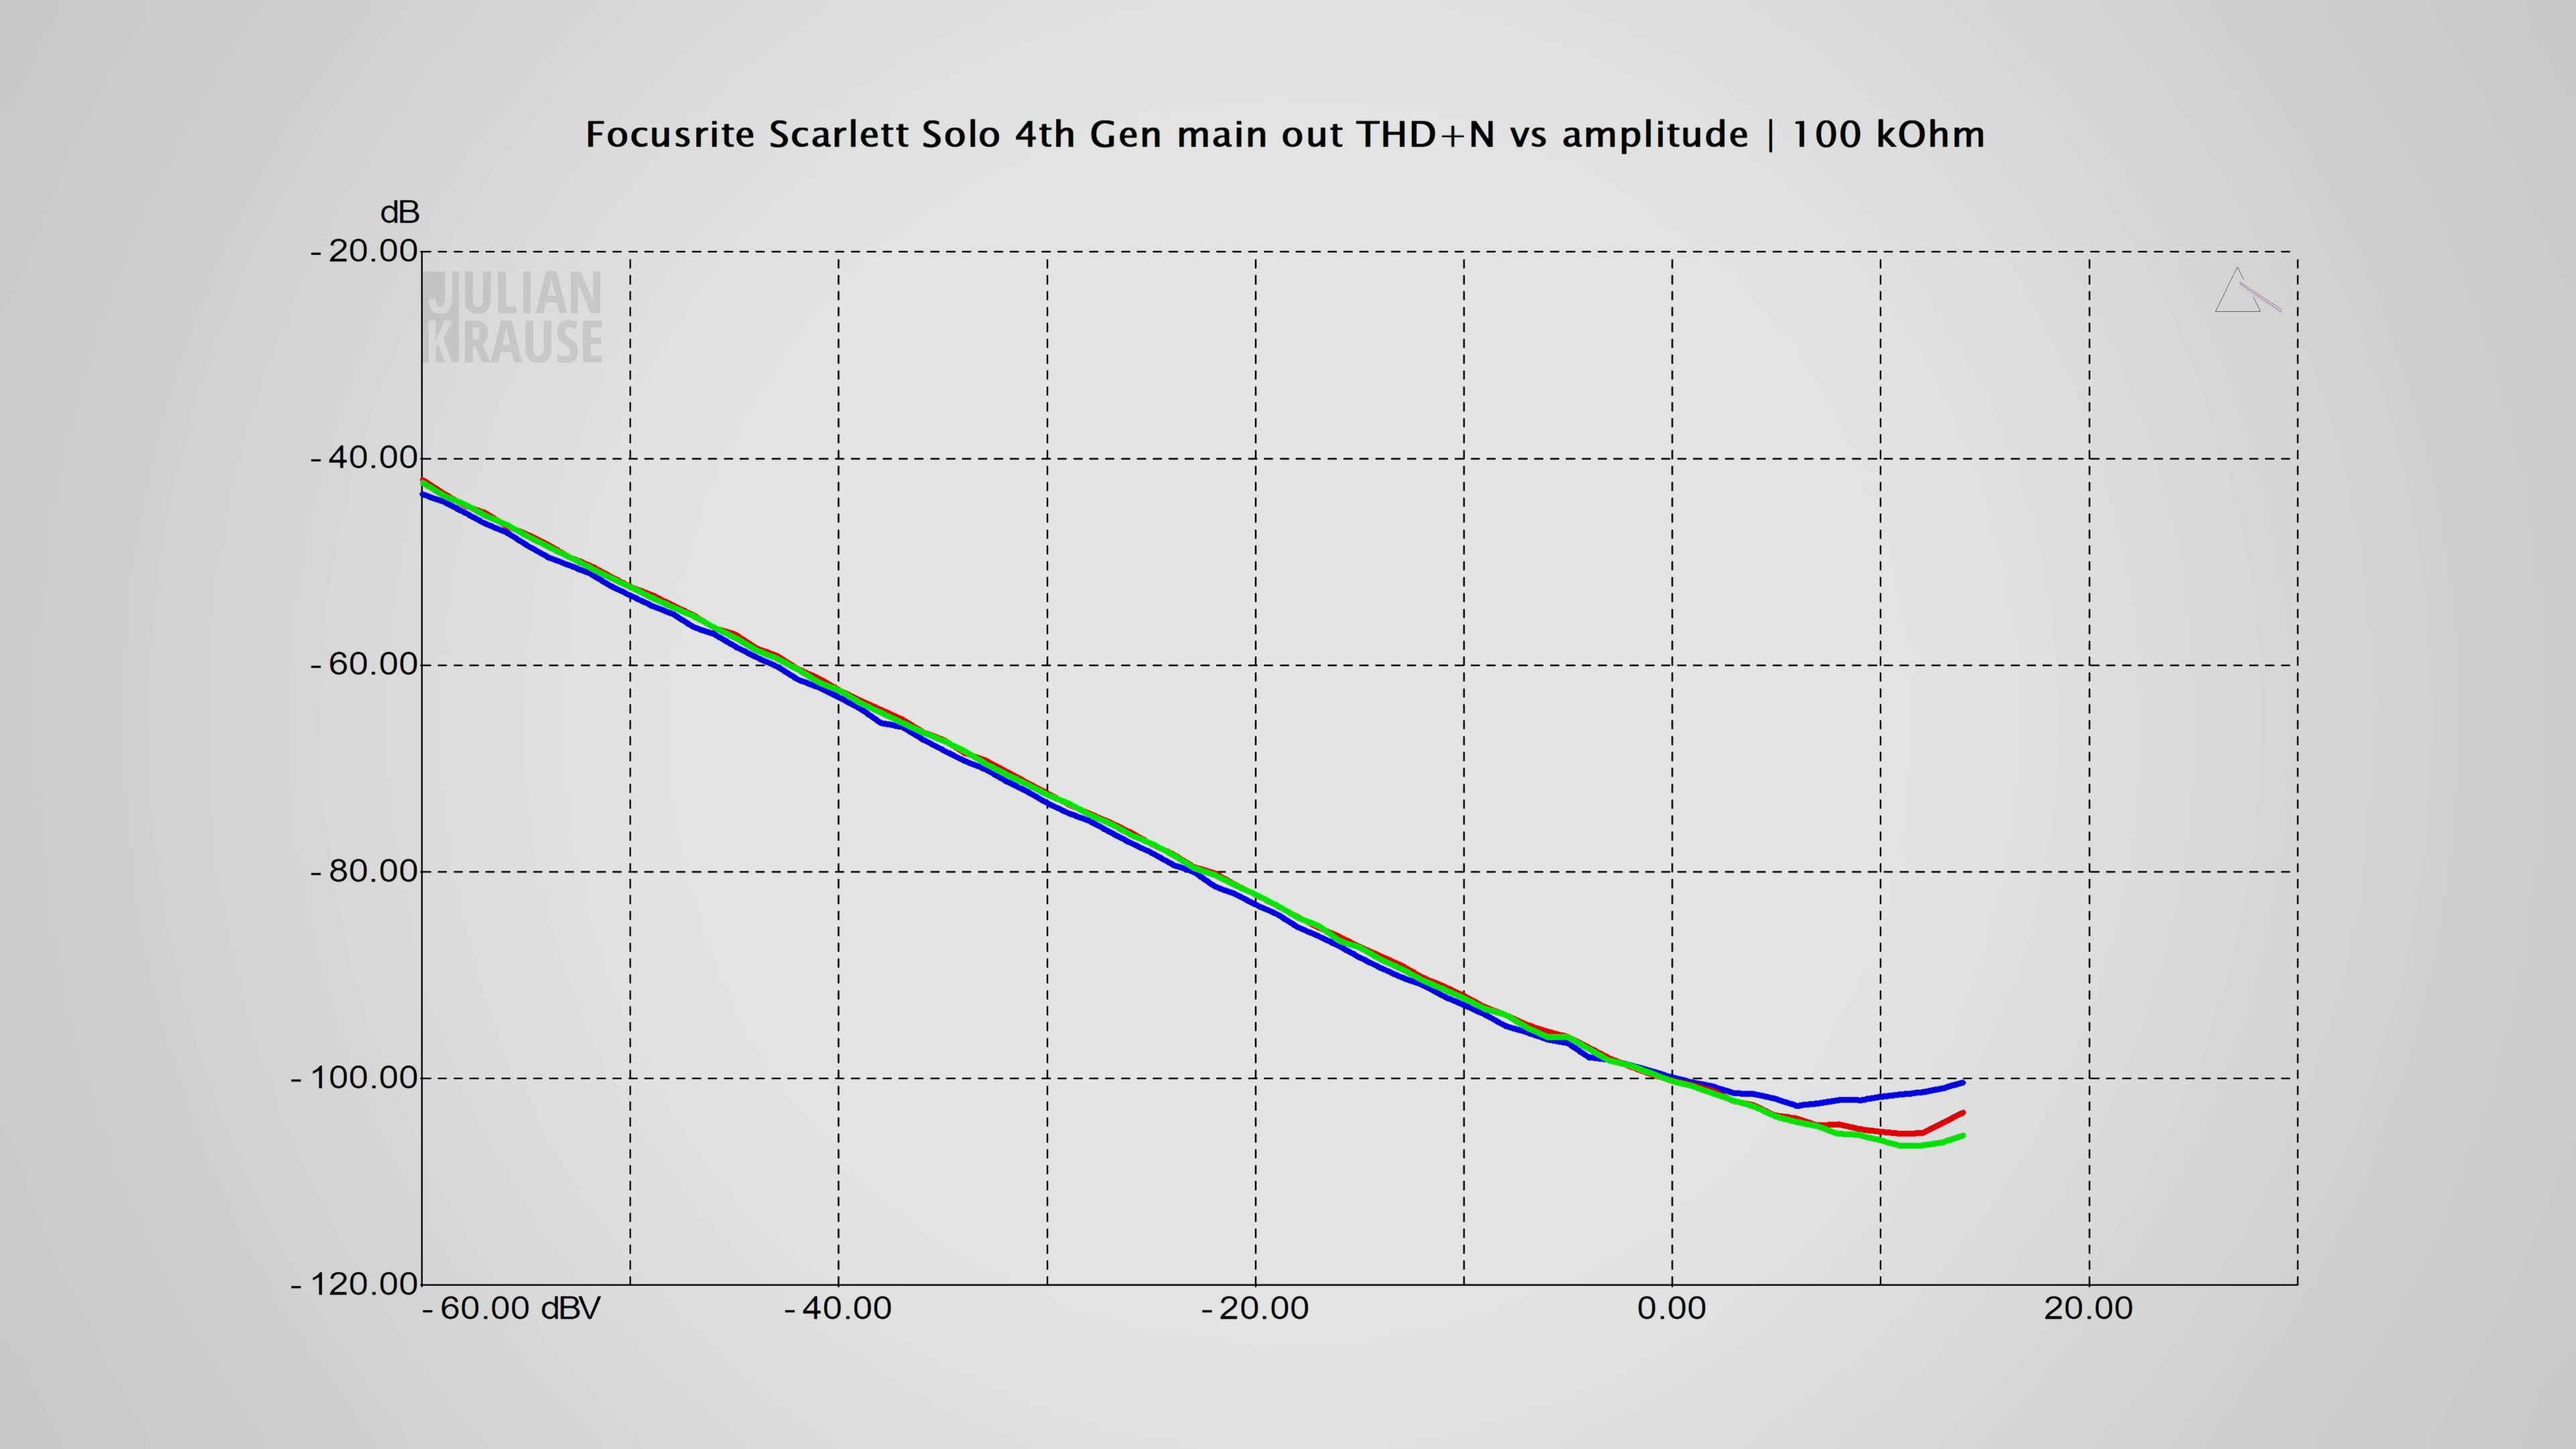 Focusrite Scarlett Solo 4th Gen main out THD+N vs amplitude | 100 kOhm
dB
-20.00
JULIAN
KRAUSE
-40.00
-60.00
-80.00
-100.00
-120.00
-60.00 dBV -40.00 -20.00 0.00 20.00